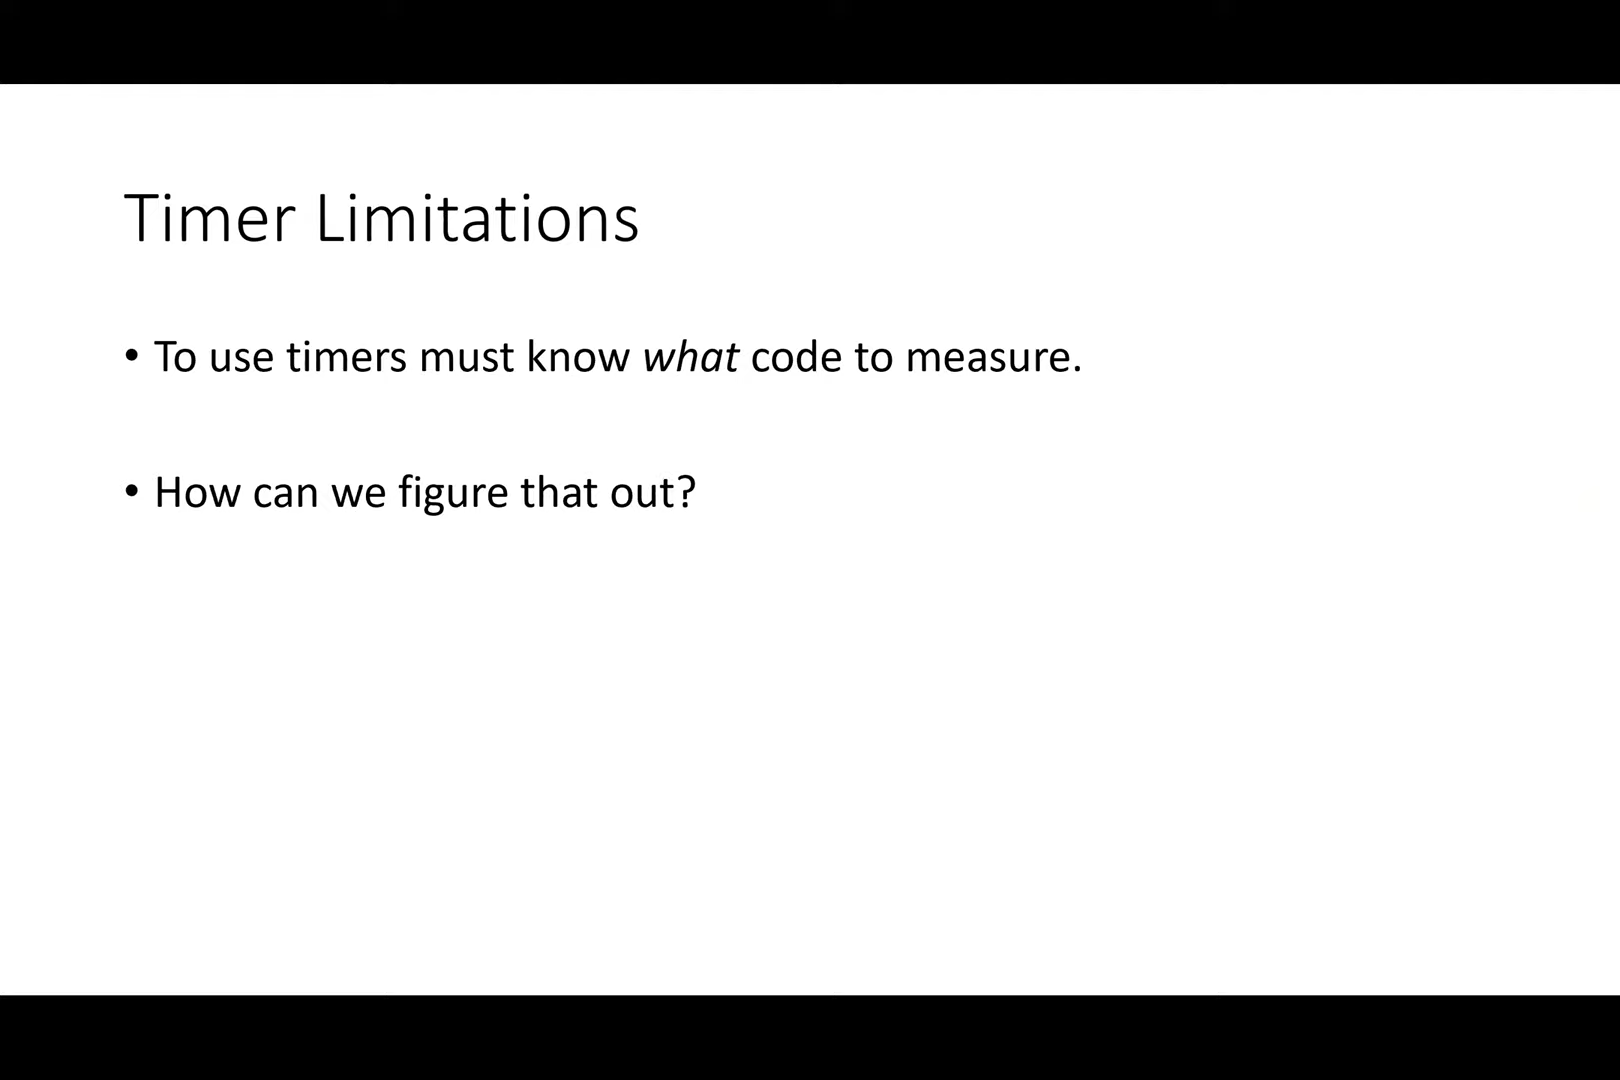 Timer Limitations
• To use timers must know what code to measure.
• How can we figure that out?